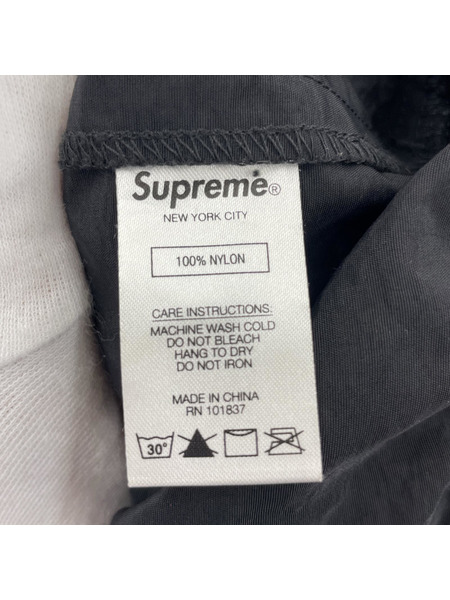 Supreme®
NEW YORK CITY
100% NYLON
CARE INSTRUCTIONS:
MACHINE WASH COLD
DO NOT BLEACH
HANG TO DRY
DO NOT IRON
MADE IN CHINA
RN 101837
30°